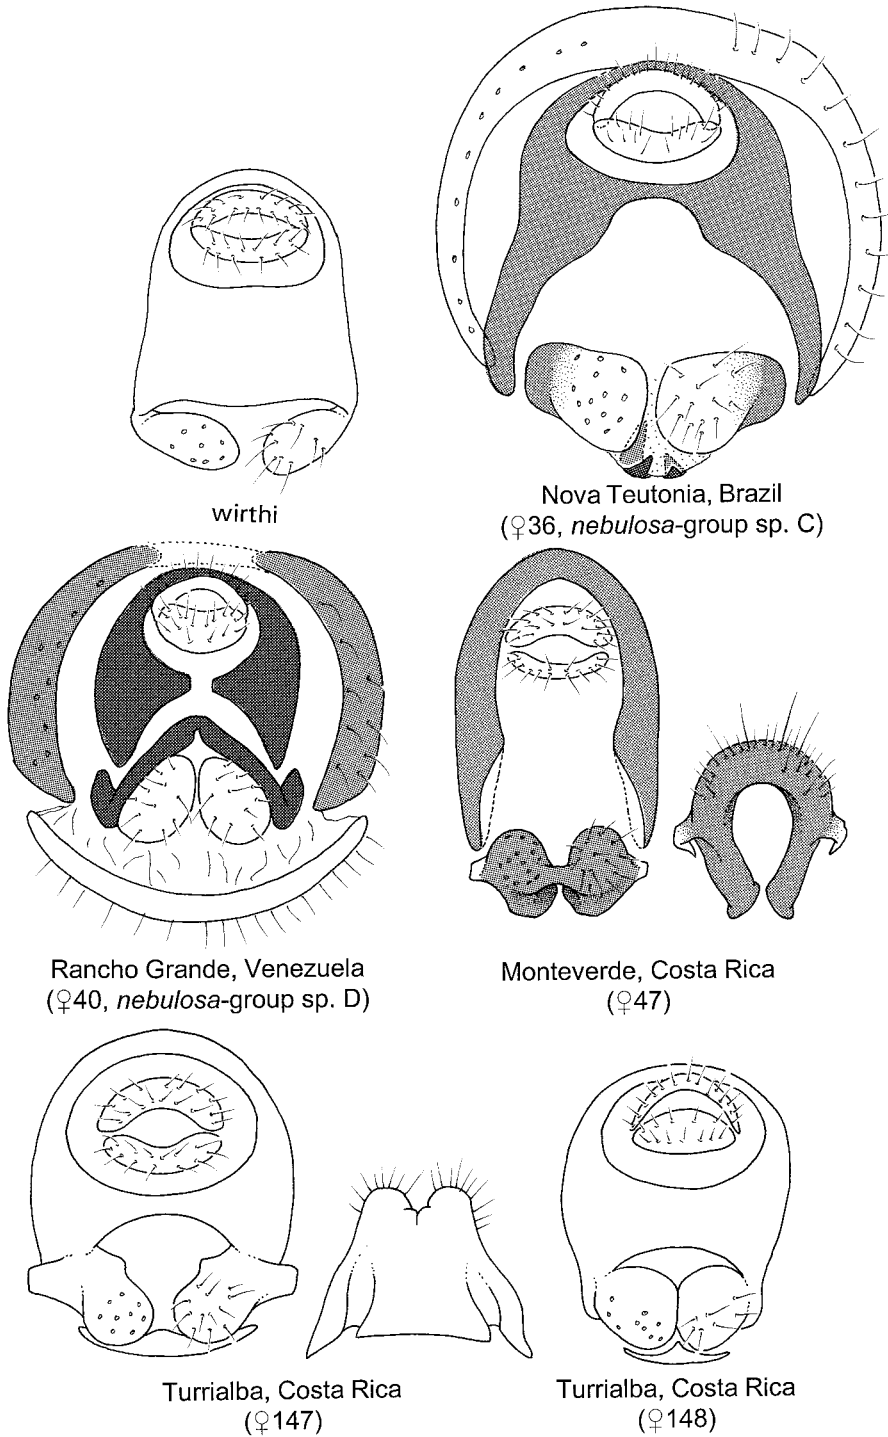 wirthi
Nova Teutonia, Brazil
(♀36, nebulosa-group sp. C)
Rancho Grande, Venezuela
(♀40, nebulosa-group sp. D)
Monteverde, Costa Rica
(♀47)
Turrialba, Costa Rica
(♀147)
Turrialba, Costa Rica
(♀148)